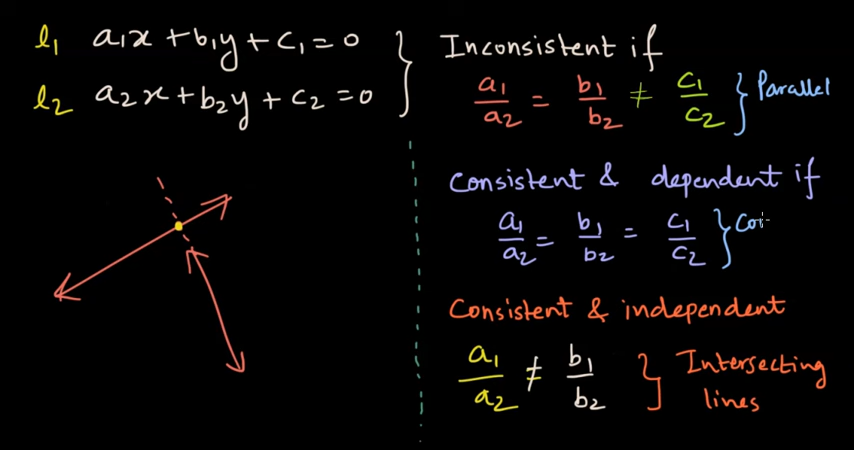 l₁ a₁x + b₁y + c₁ = 0
l₂ a₂x + b₂y + c₂ = 0
Inconsistent if
a₁/a₂ = b₁/b₂ ≠ c₁/c₂ } Parallel
Consistent & dependent if
a₁/a₂ = b₁/b₂ = c₁/c₂ } Coi
Consistent & independent
a₁/a₂ ≠ b₁/b₂ } Intersecting
lines